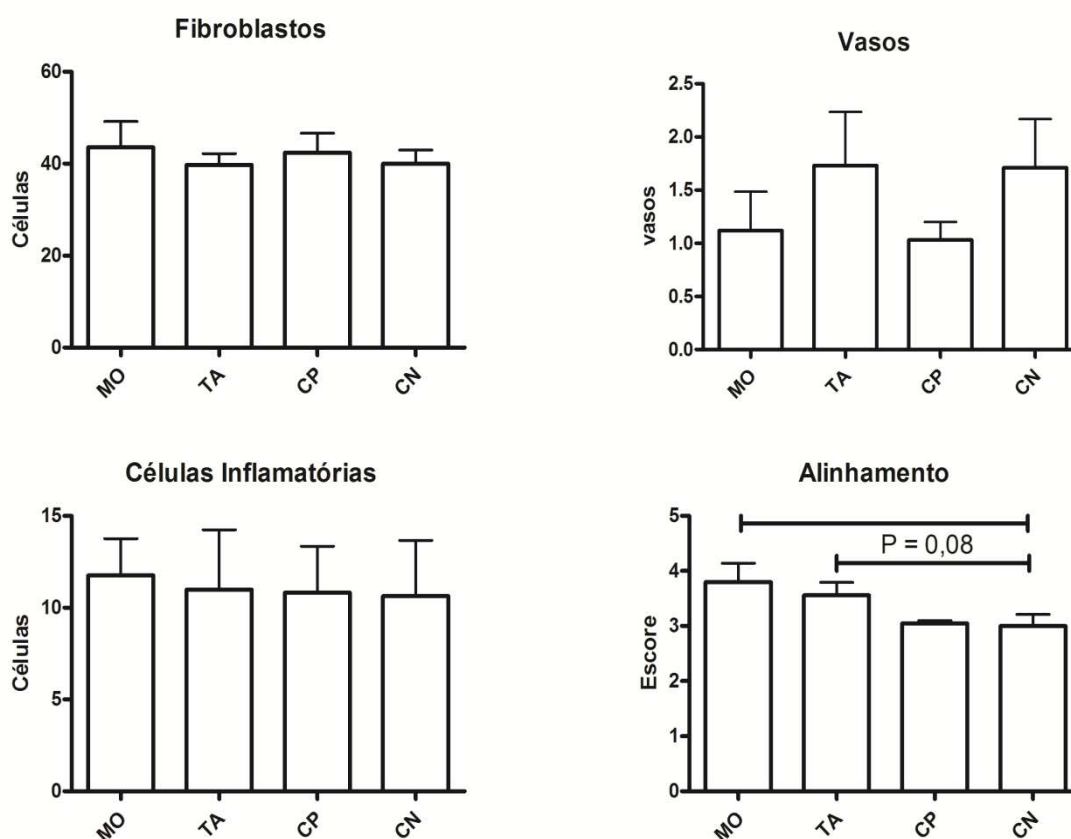 Fibroblastos
60
40
20
0
Células
MO
TA
CP
CN
Vasos
2.5
2.0
1.5
1.0
0.5
0.0
vasos
MO
TA
CP
CN
Células Inflamatórias
15
10
5
0
Células
MO
TA
CP
CN
Alinhamento
5
4
3
2
1
0
Escore
P = 0,08
MO
TA
CP
CN